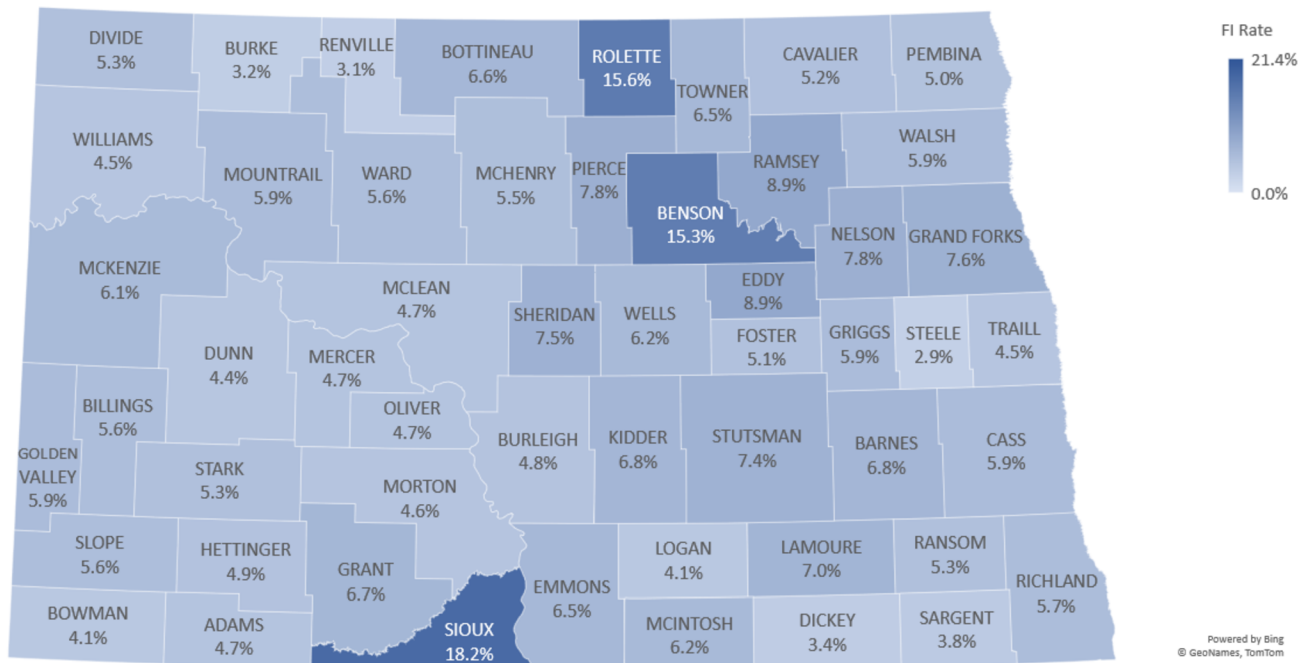 DIVIDE
5.3%
BURKE
3.2%
RENVILLE
3.1%
BOTTINEAU
6.6%
ROLETTE
15.6%
TOWNER
6.5%
CAVALIER
5.2%
PEMBINA
5.0%
FI Rate
21.4%
0.0%
WILLIAMS
4.5%
MOUNTRAIL
5.9%
WARD
5.6%
MCHENRY
5.5%
PIERCE
7.8%
BENSON
15.3%
RAMSEY
8.9%
WALSH
5.9%
NELSON
7.8%
GRAND FORKS
7.6%
MCKENZIE
6.1%
DUNN
4.4%
MCLEAN
4.7%
MERCER
4.7%
OLIVER
4.7%
SHERIDAN
7.5%
WELLS
6.2%
EDDY
8.9%
FOSTER
5.1%
GRIGGS
5.9%
STEELE
2.9%
TRAILL
4.5%
GOLDEN
VALLEY
5.9%
BILLINGS
5.6%
STARK
5.3%
MORTON
4.6%
BURLEIGH
4.8%
KIDDER
6.8%
STUTSMAN
7.4%
BARNES
6.8%
CASS
5.9%
SLOPE
5.6%
HETTINGER
4.9%
GRANT
6.7%
BOWMAN
4.1%
ADAMS
4.7%
SIOUX
18.2%
EMMONS
6.5%
LOGAN
4.1%
MCINTOSH
6.2%
LAMOURE
7.0%
DICKEY
3.4%
RANSOM
5.3%
SARGENT
3.8%
RICHLAND
5.7%
Powered by Bing
© GeoNames, TomTom